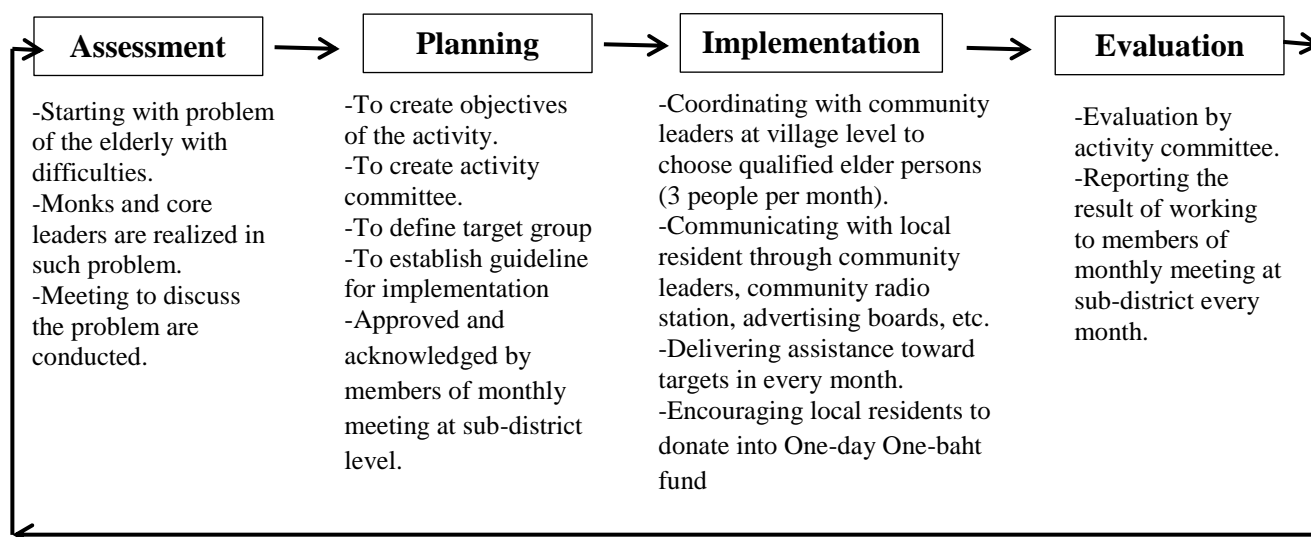 Assessment
-Starting with problem
of the elderly with
difficulties.
-Monks and core
leaders are realized in
such problem.
-Meeting to discuss
the problem are
conducted.
Planning
-To create objectives
of the activity.
-To create activity
committee.
-To define target group
-To establish guideline
for implementation
-Approved and
acknowledged by
members of monthly
meeting at sub-district
level.
Implementation
-Coordinating with community
leaders at village level to
choose qualified elder persons
(3 people per month).
-Communicating with local
resident through community
leaders, community radio
station, advertising boards, etc.
-Delivering assistance toward
targets in every month.
-Encouraging local residents to
donate into One-day One-baht
fund
Evaluation
-Evaluation by
activity committee.
-Reporting the
result of working
to members of
monthly meeting at
sub-district every
month.